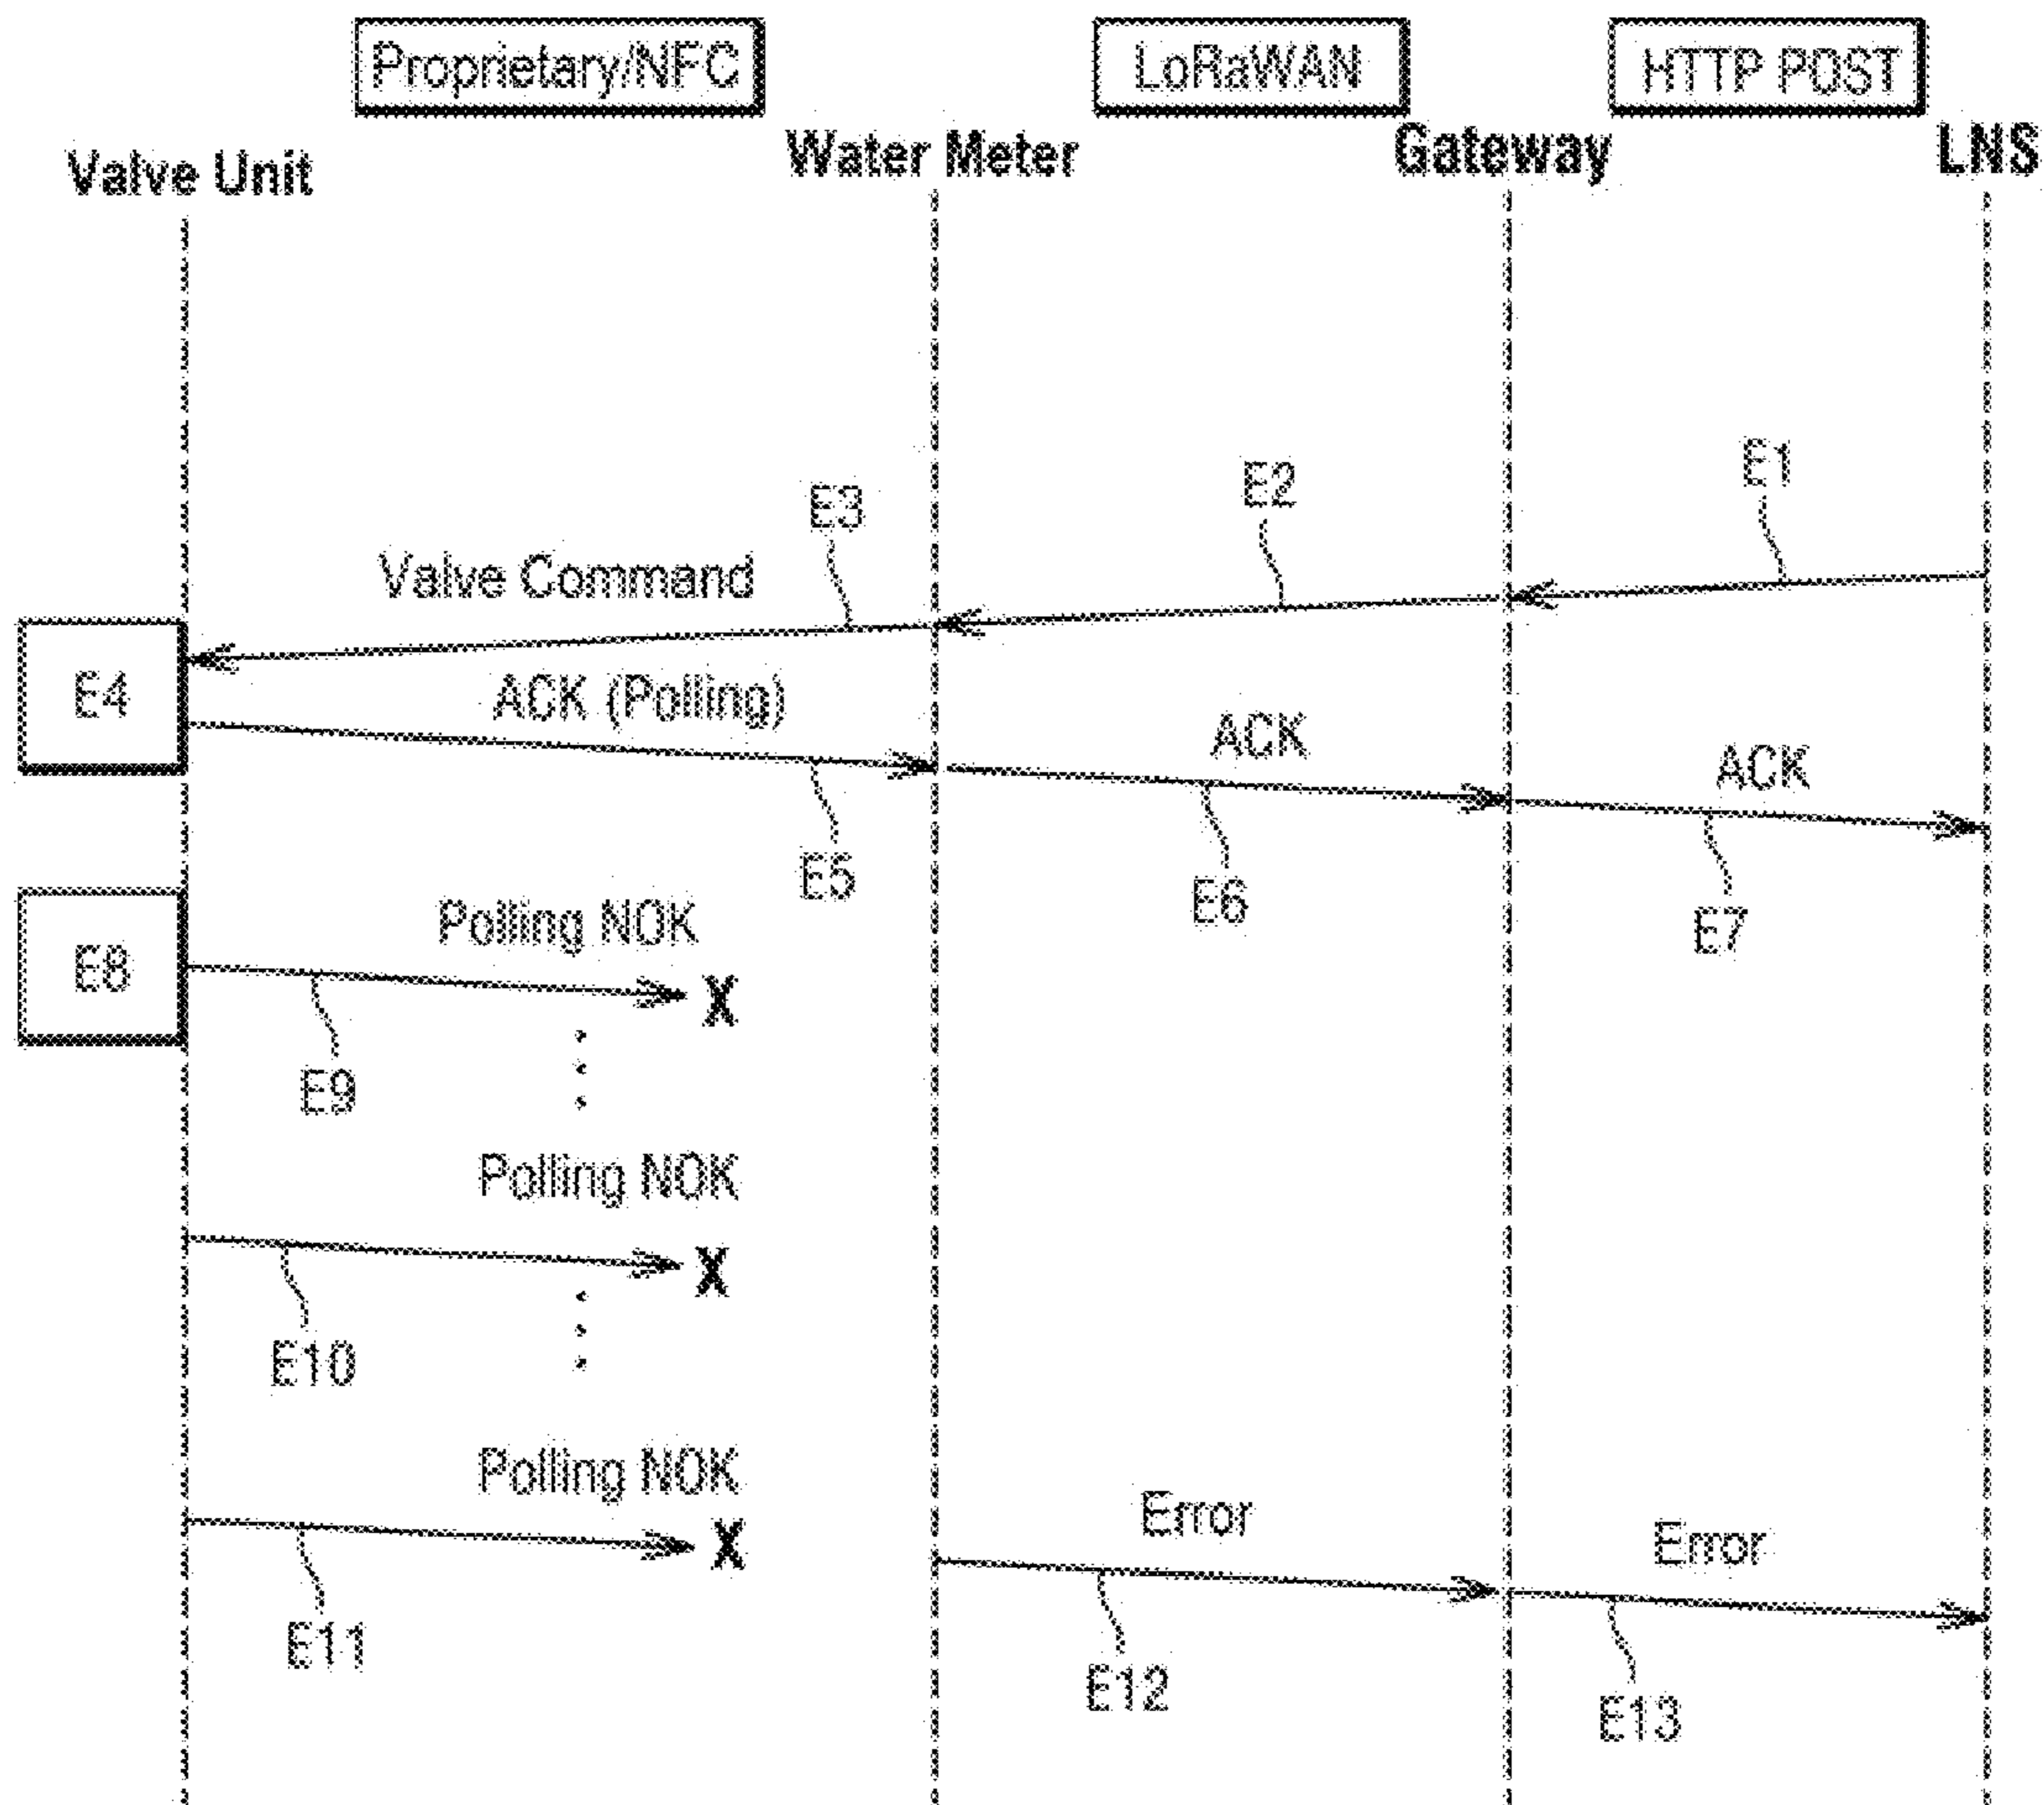 Proprietary/NFC
LoRaWAN
HTTP POST
Valve Unit
Water Meter
Gateway
LNS
E1
E2
E3
Valve Command
E4
ACK (Polling)
ACK
ACK
E5
E6
E7
E8
Polling NOK
X
E9
Polling NOK
X
E10
Polling NOK
X
Error
Error
E11
E12
E13